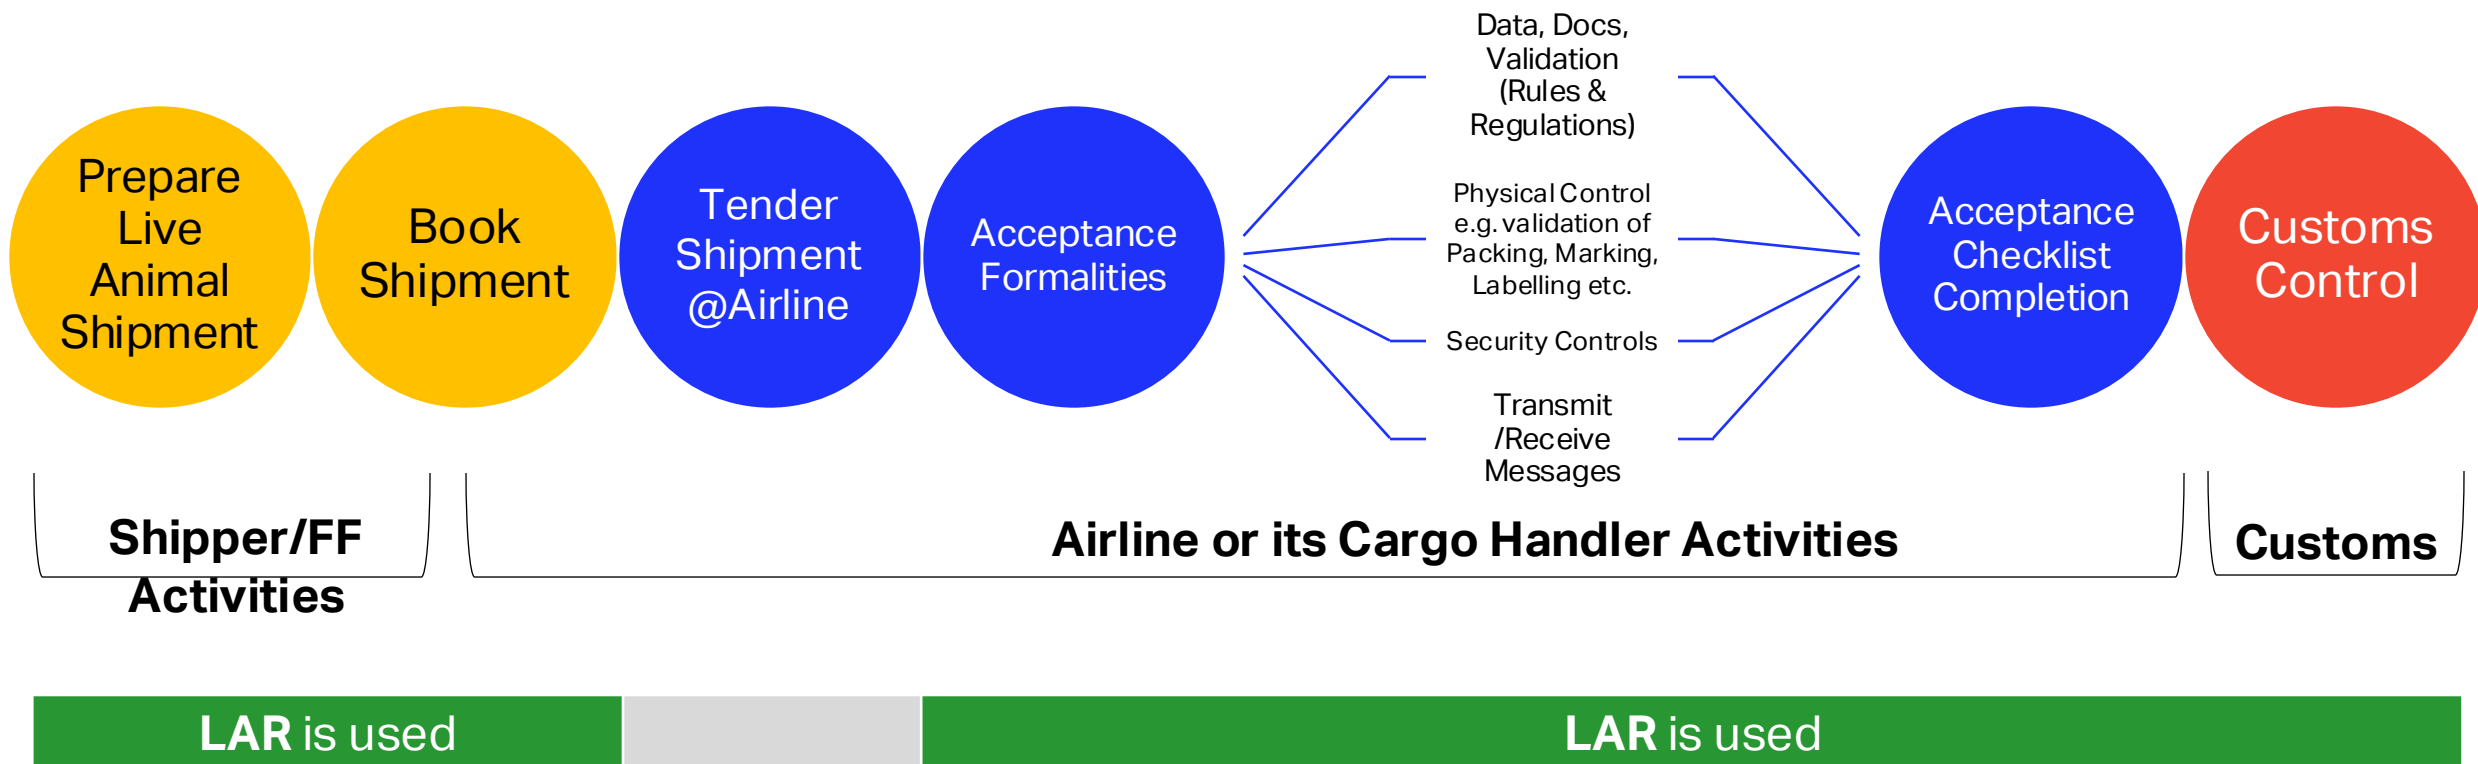 Prepare
Live
Animal
Shipment
Book
Shipment
Tender
Shipment
@Airline
Acceptance
Formalities
Data, Docs,
Validation
(Rules &
Regulations)
Physical Control
e.g. validation of
Packing, Marking,
Labelling etc.
Security Controls
Transmit
/Receive
Messages
Acceptance
Checklist
Completion
Customs
Control
Shipper/FF
Activities
Airline or its Cargo Handler Activities
Customs
LAR is used
LAR is used